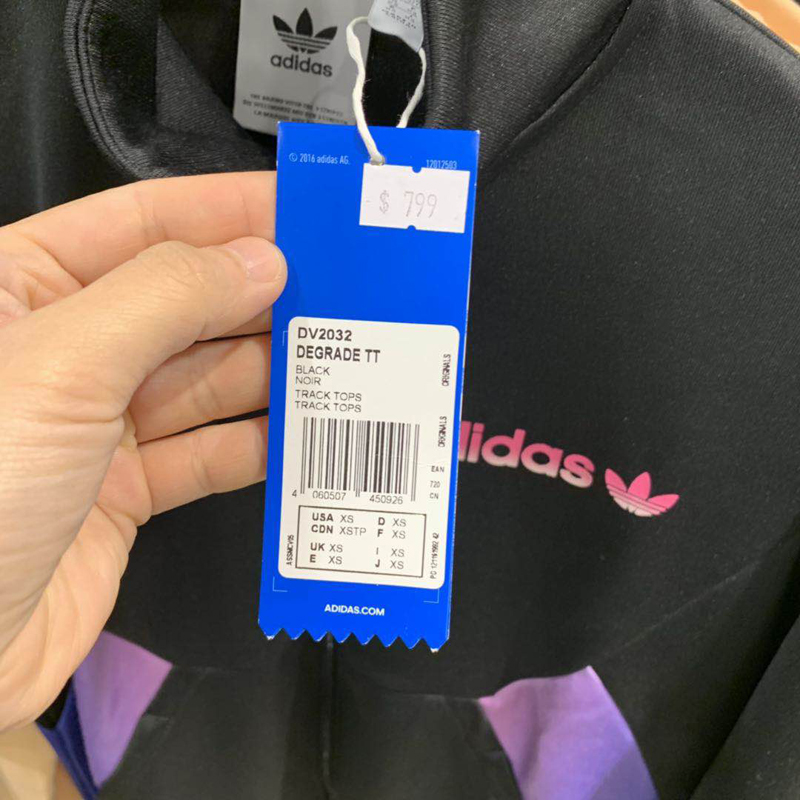 adidas
© 2016 adidas AG.
12017503
$ 799
DV2032
DEGRADE TT
BLACK
NOIR
TRACK TOPS
TRACK TOPS
ORIGINALS
ORIGINALS
EAN
720
CN
4 060507 450926
USA XS D XS
CDN XSTP F XS
UK XS I XS
E XS J XS
ADIDAS.COM
didas